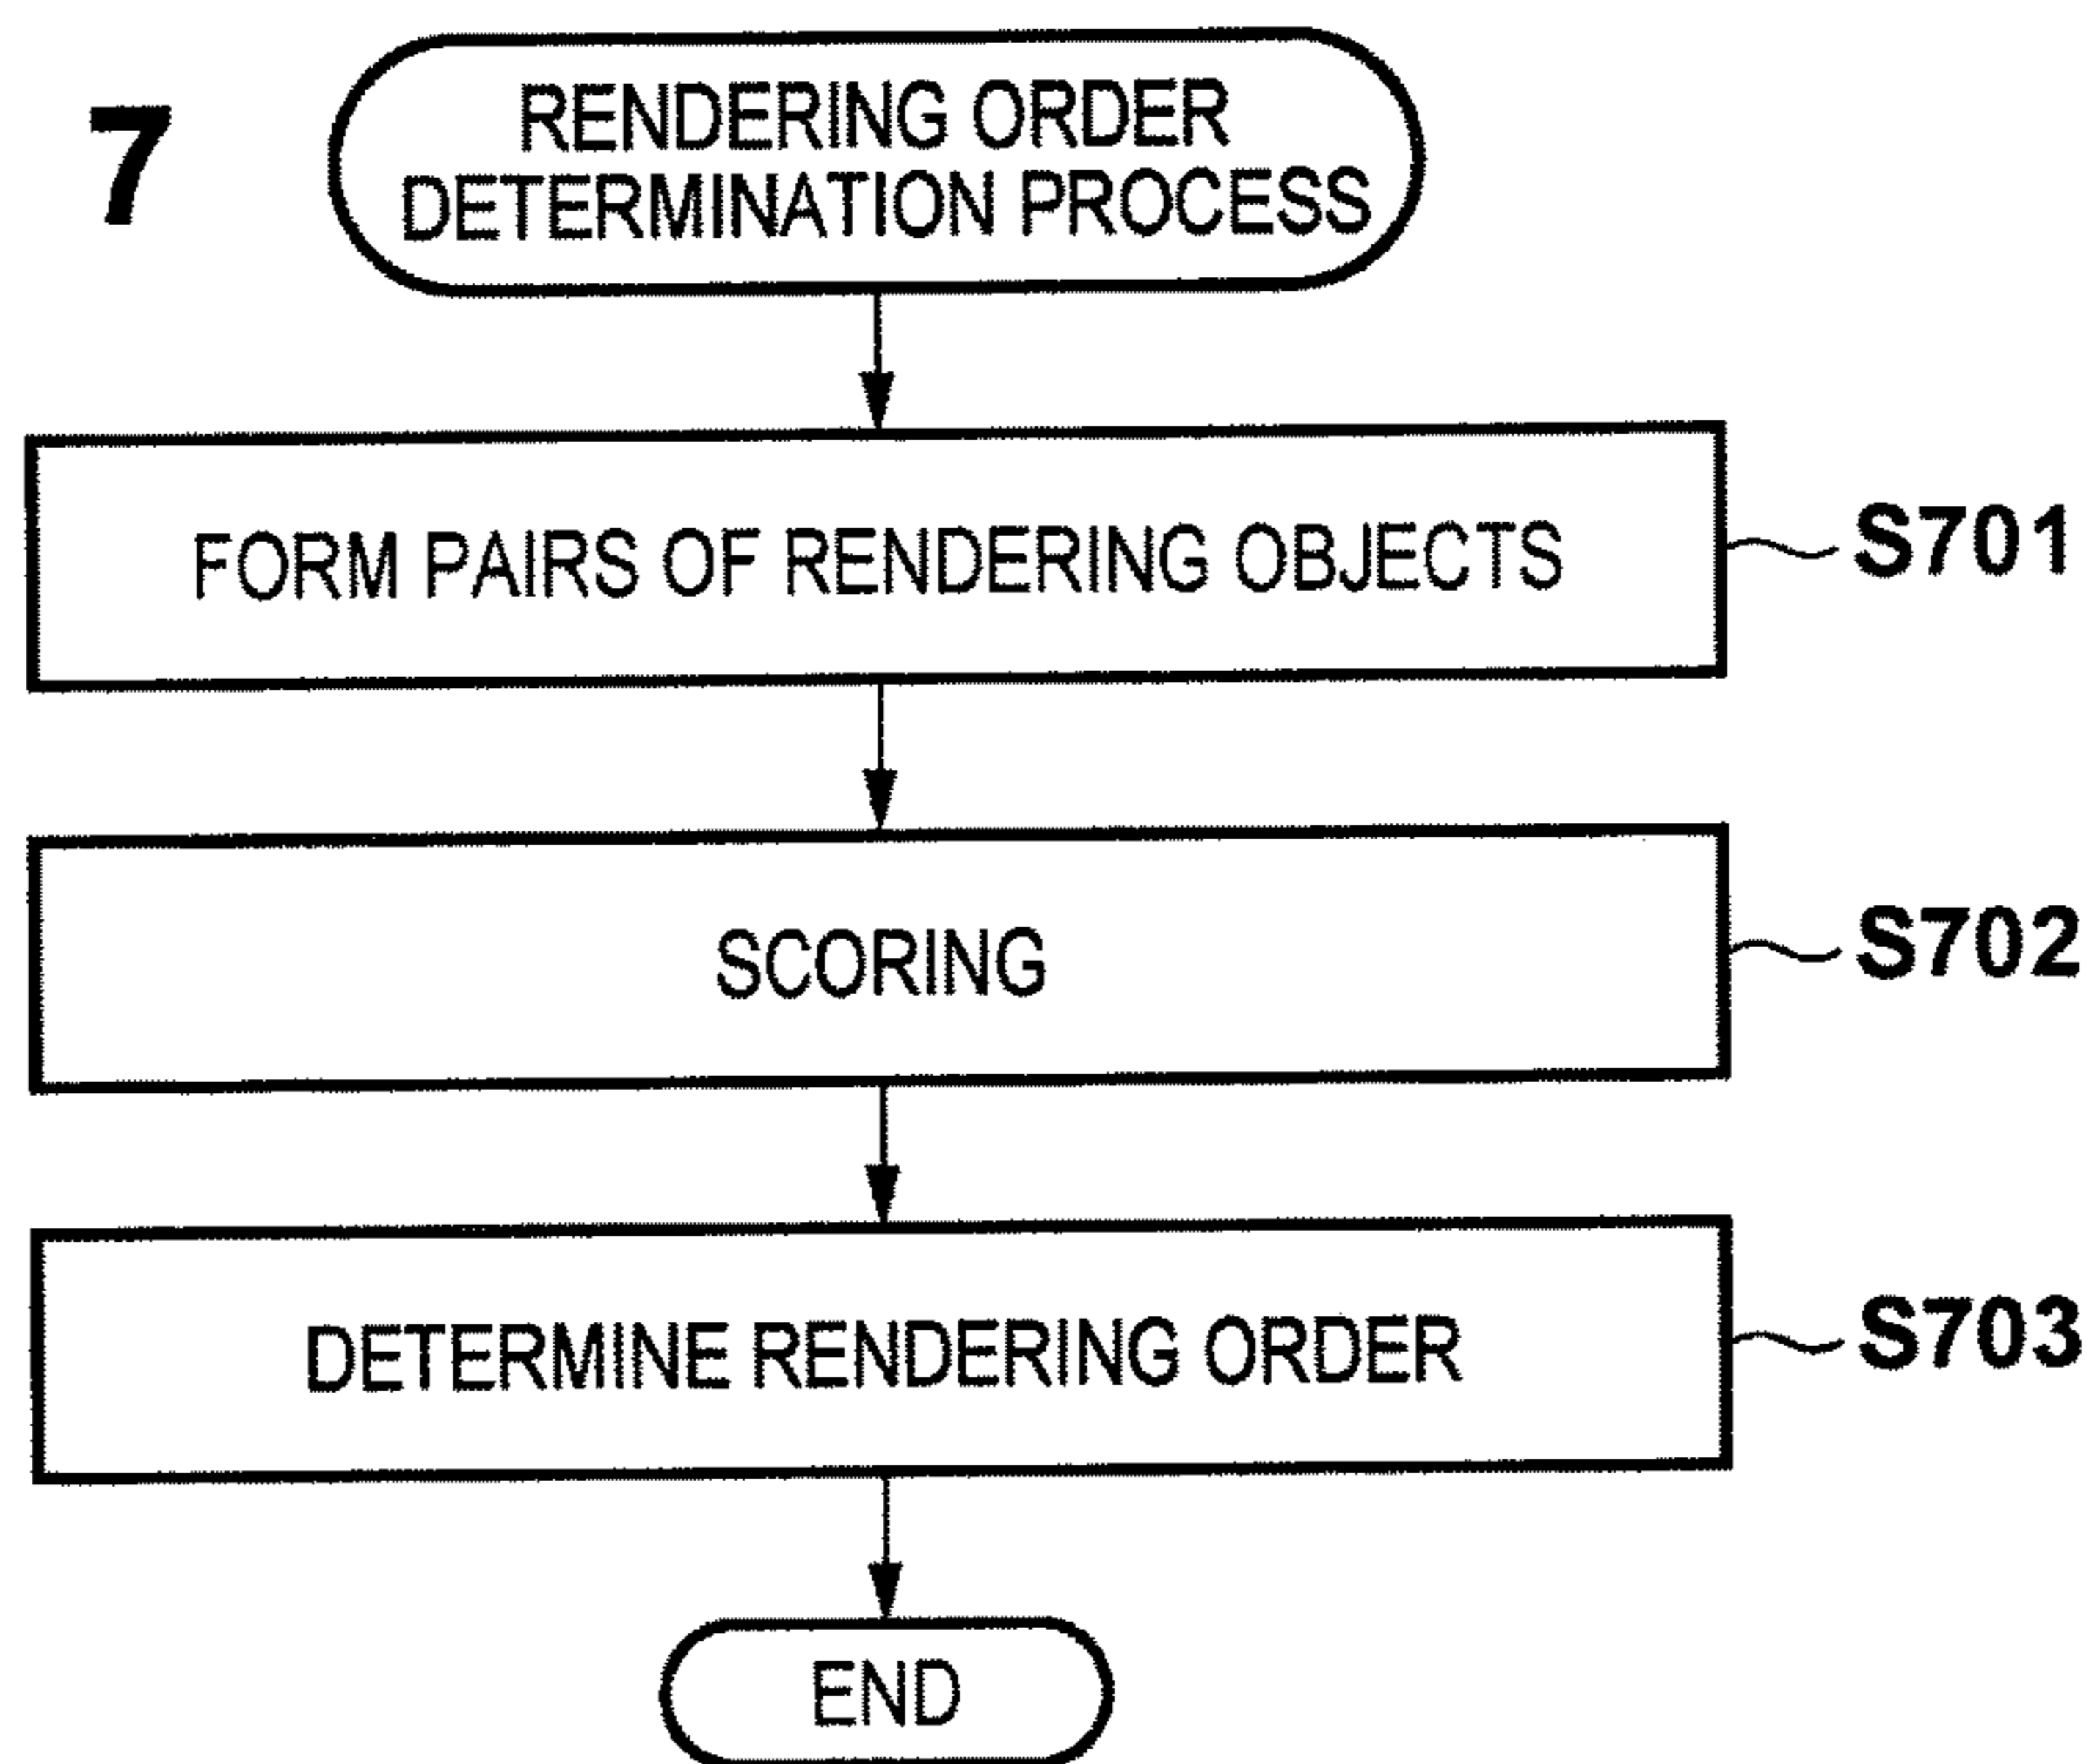 7
RENDERING ORDER
DETERMINATION PROCESS
FORM PAIRS OF RENDERING OBJECTS
S701
SCORING
S702
DETERMINE RENDERING ORDER
S703
END